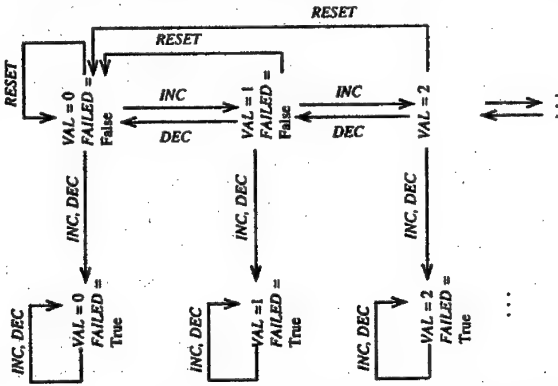 INC, DEC
VAL = 0
FAILED =
True
INC, DEC
RESET
VAL = 0
FAILED =
False
INC
DEC
RESET
RESET
INC, DEC
VAL =1
FAILED =
True
INC, DEC
VAL = 1
FAILED =
False
INC
DEC
INC, DEC
VAL = 2
FAILED =
True
INC, DEC
VAL = 2
. . .
. . .